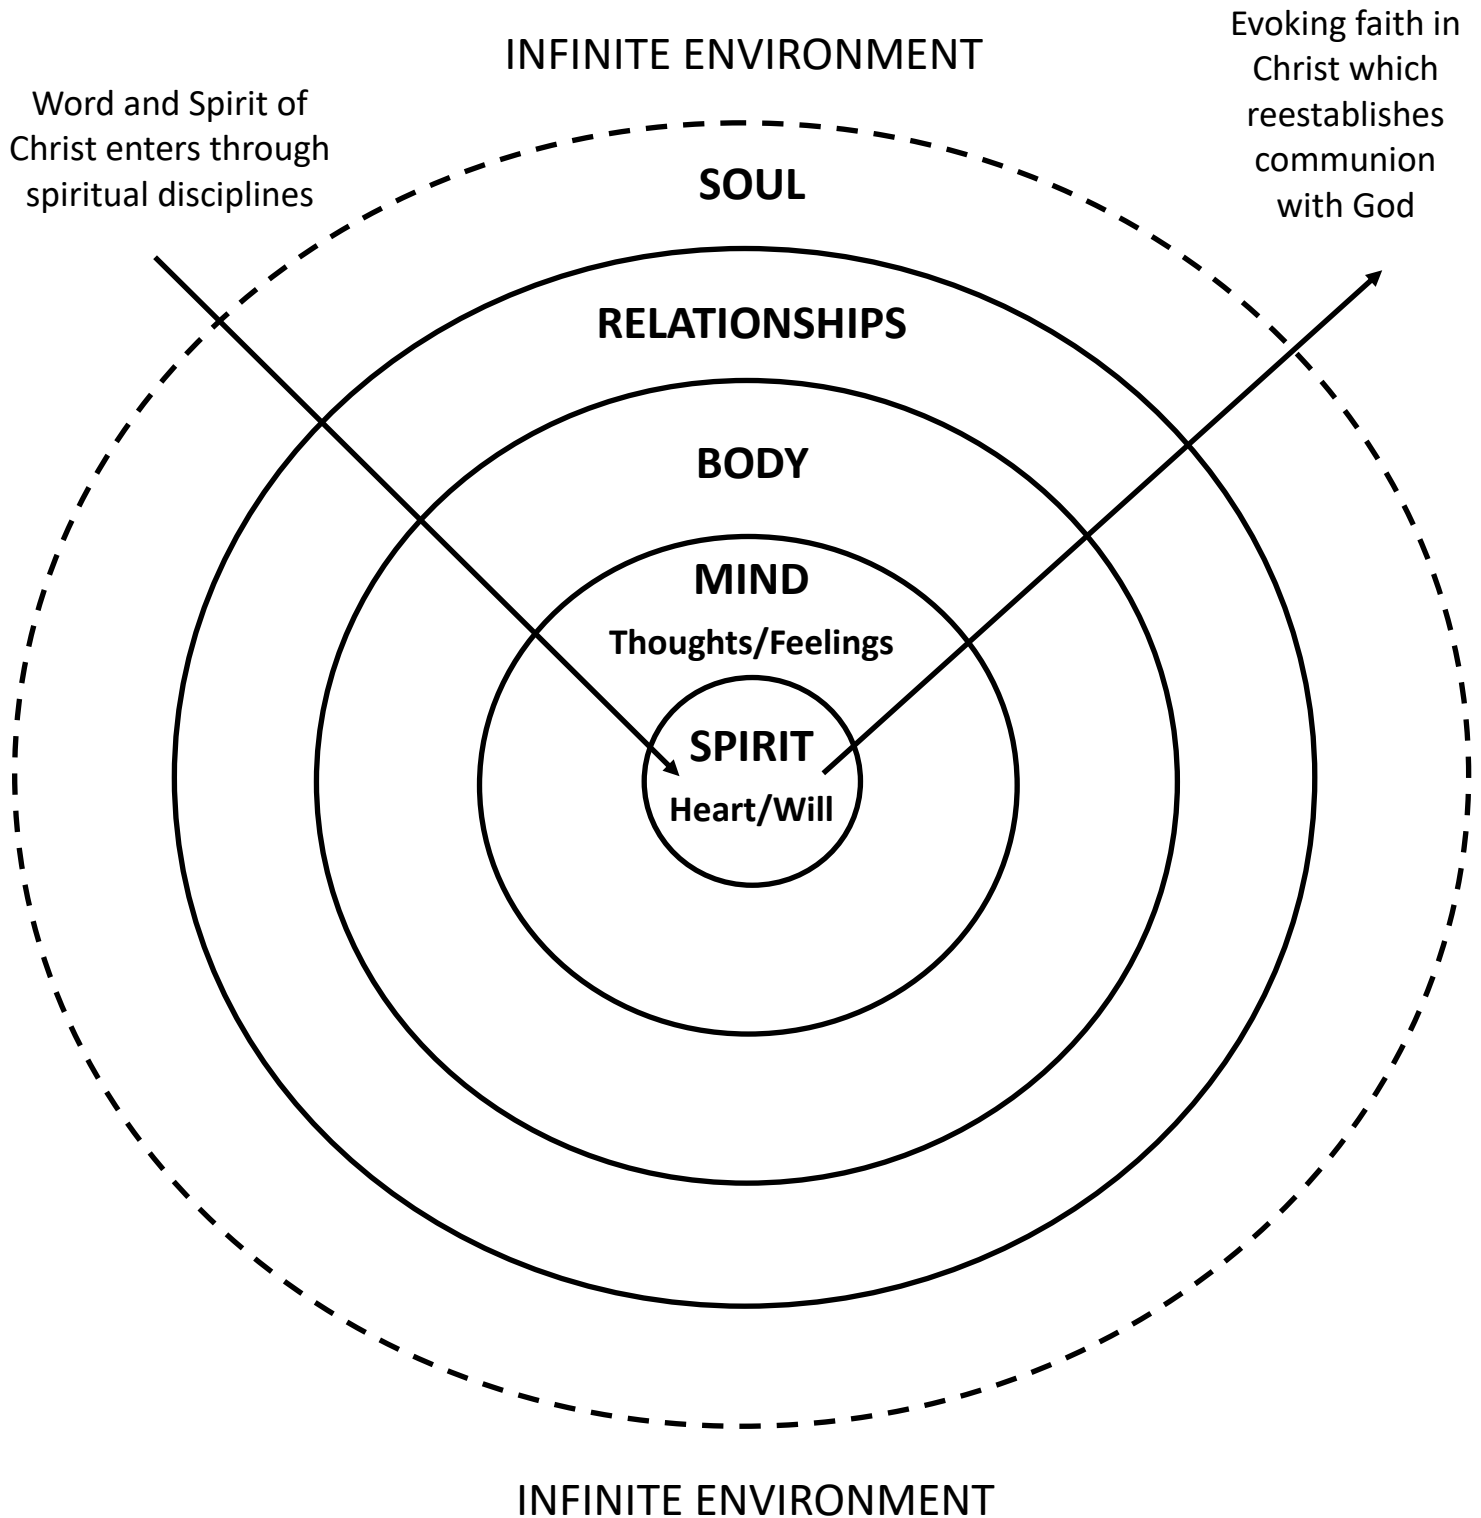 INFINITE ENVIRONMENT
Word and Spirit of
Christ enters through
spiritual disciplines
Evoking faith in
Christ which
reestablishes
communion
with God
SOUL
RELATIONSHIPS
BODY
MIND
Thoughts/Feelings
SPIRIT
Heart/Will
INFINITE ENVIRONMENT